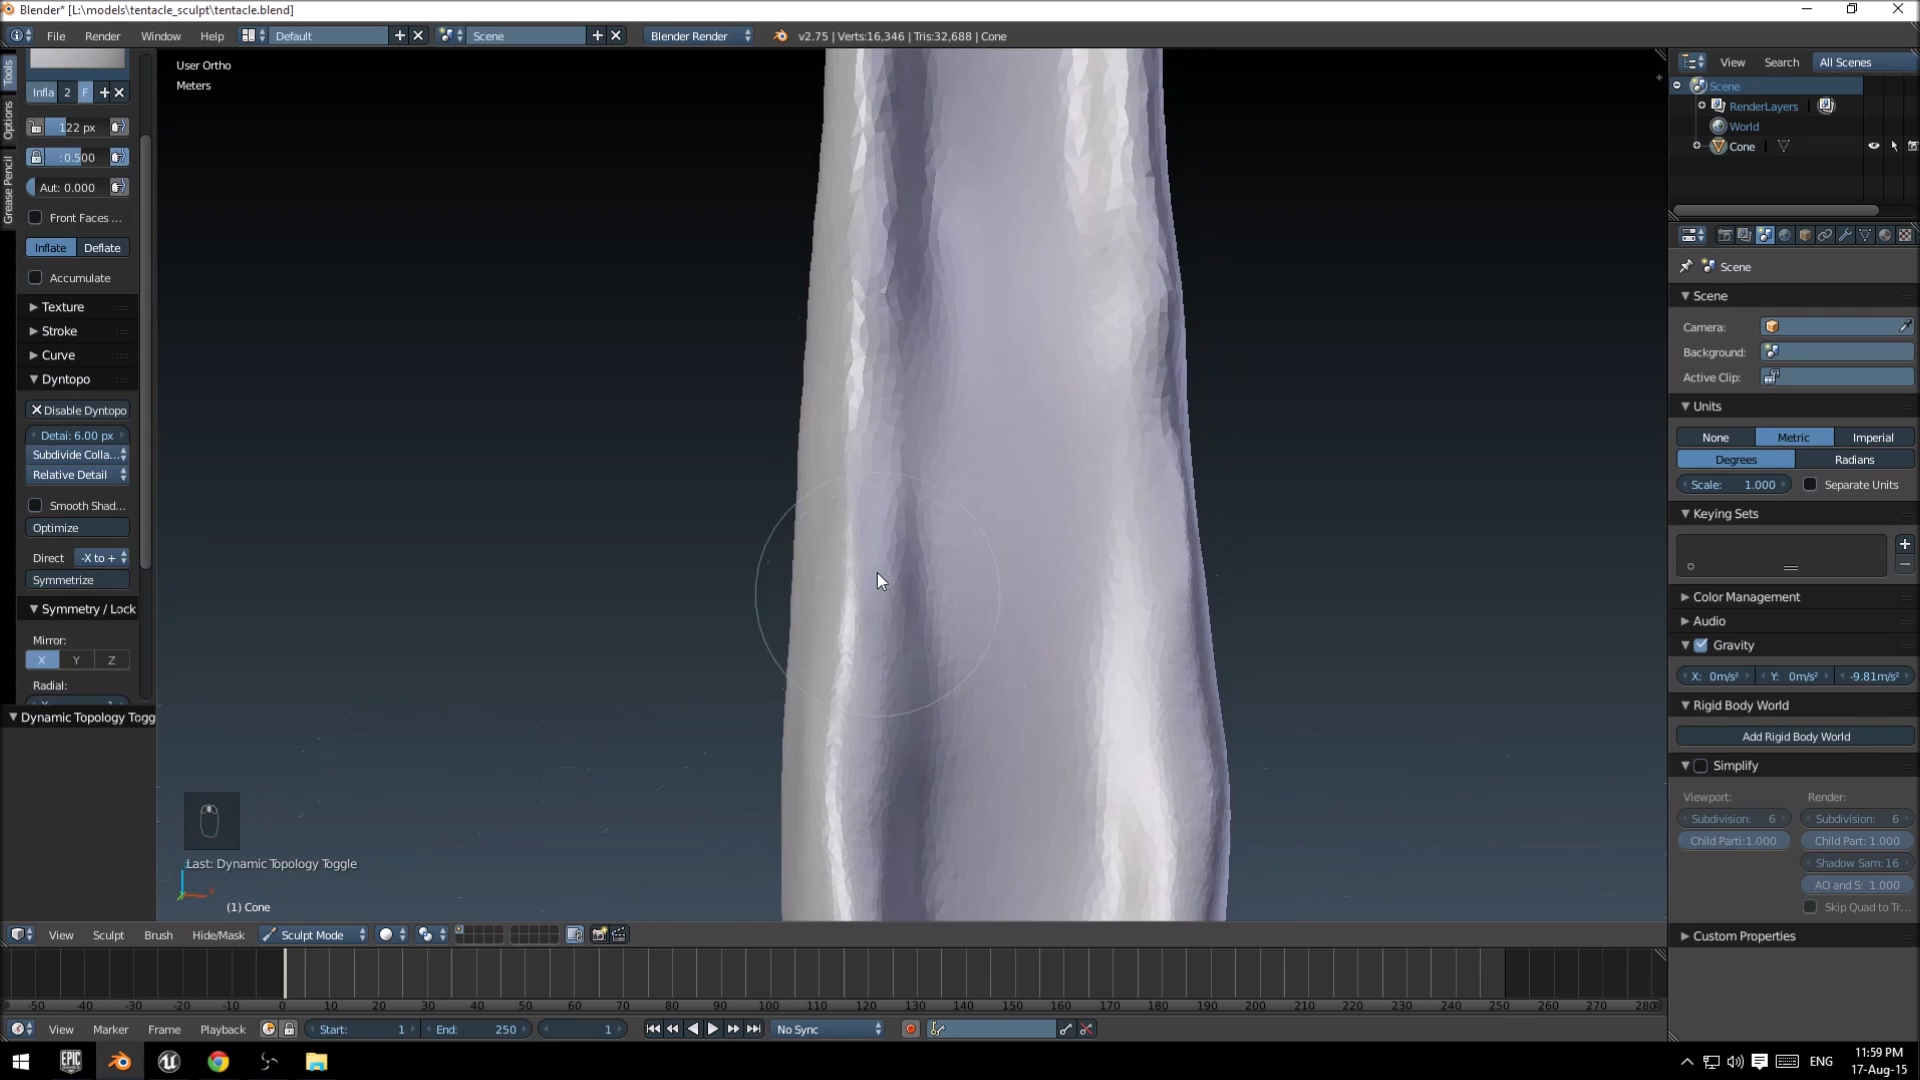 Blender* [L:\models\tentacle_sculpt\tentacle.blend]
File Render Window Help Default Scene Blender Render v2.75 | Verts:16,346 | Tris:32,688 | Cone
User Ortho
Meters
Tools
Options
Grease Pencil
Infla 2 F
122 px
: 0.500
Aut: 0.000
Front Faces ...
Inflate Deflate
Accumulate
Texture
Stroke
Curve
Dyntopo
Disable Dyntopo
Detai: 6.00 px
Subdivide Colla...
Relative Detail
Smooth Shad...
Optimize
Direct -X to +
Symmetrize
Symmetry / Lock
Mirror:
X Y Z
Radial:
Dynamic Topology Togg
Last: Dynamic Topology Toggle
(1) Cone
View Sculpt Brush Hide/Mask Sculpt Mode
-50 -40 -30 -20 -10 0 10 20 30 40 50 60 70 80 90 100 110 120 130 140 150 160 170 180 190 200 210 220 230 240 250 260 270 280
View Marker Frame Playback Start: 1 End: 250 1 No Sync
View Search All Scenes
Scene
RenderLayers
World
Cone
Scene
Scene
Camera:
Background:
Active Clip:
Units
None Metric Imperial
Degrees Radians
Scale: 1.000 Separate Units
Keying Sets
Color Management
Audio
Gravity
X: 0m/s² Y: 0m/s² -9.81m/s²
Rigid Body World
Add Rigid Body World
Simplify
Viewport: Render:
Subdivision: 6 Subdivision: 6
Child Parti:1.000 Child Part: 1.000
Shadow Sam: 16
AO and S: 1.000
Skip Quad to Tr...
Custom Properties
EPIC GAMES
ENG
11:59 PM
17-Aug-15